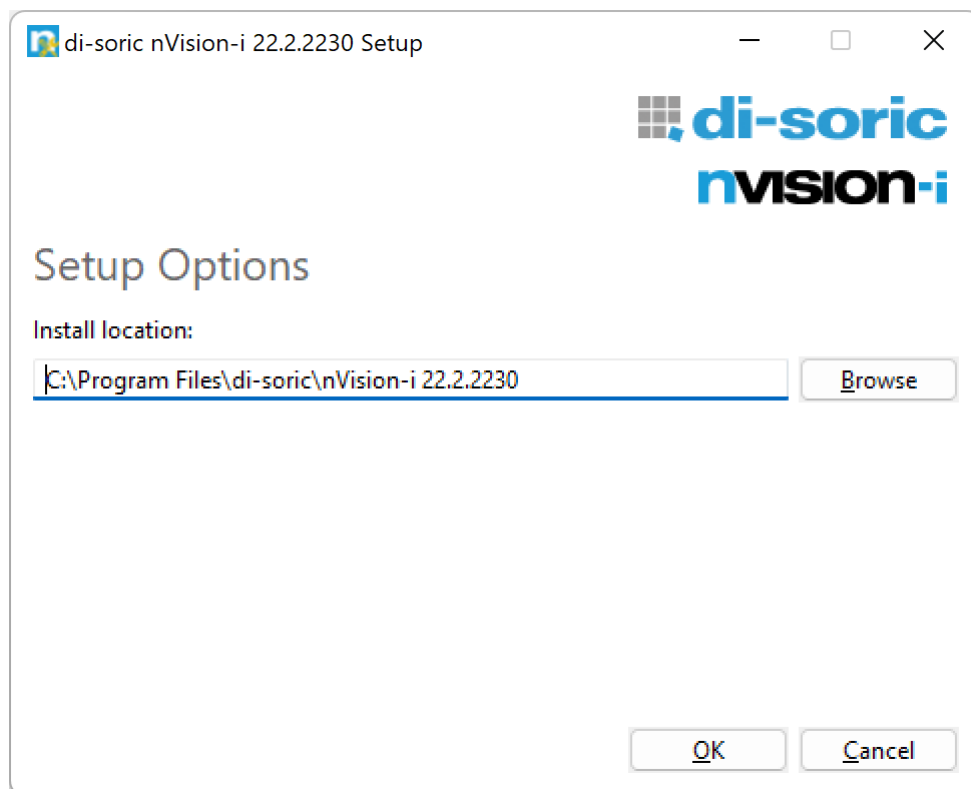 di-soric nVision-i 22.2.2230 Setup
di-soric
nvision-i
Setup Options
Install location:
C:\Program Files\di-soric\nVision-i 22.2.2230
Browse
OK
Cancel